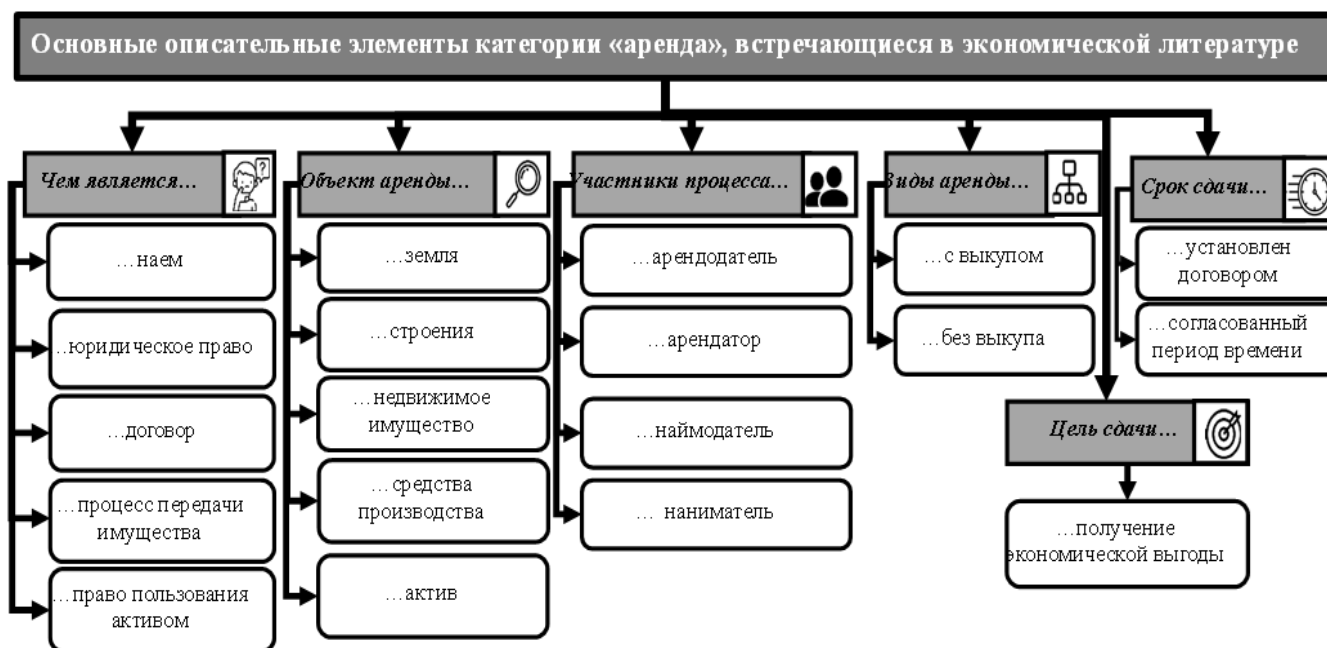 Основные описательные элементы категории «аренда», встречающиеся в экономической литературе
Чем является…
…наем
…юридическое право
…договор
…процесс передачи
имущества
…право пользования
активом
Объект аренды…
…земля
…строения
…недвижимое
имущество
…средства
производства
…актив
Участники процесса…
…арендодатель
…арендатор
…наймодатель
… наниматель
Виды аренды…
…с выкупом
…без выкупа
Срок сдачи…
…установлен
договором
…согласованный
период времени
Цель сдачи…
…получение
экономической выгоды